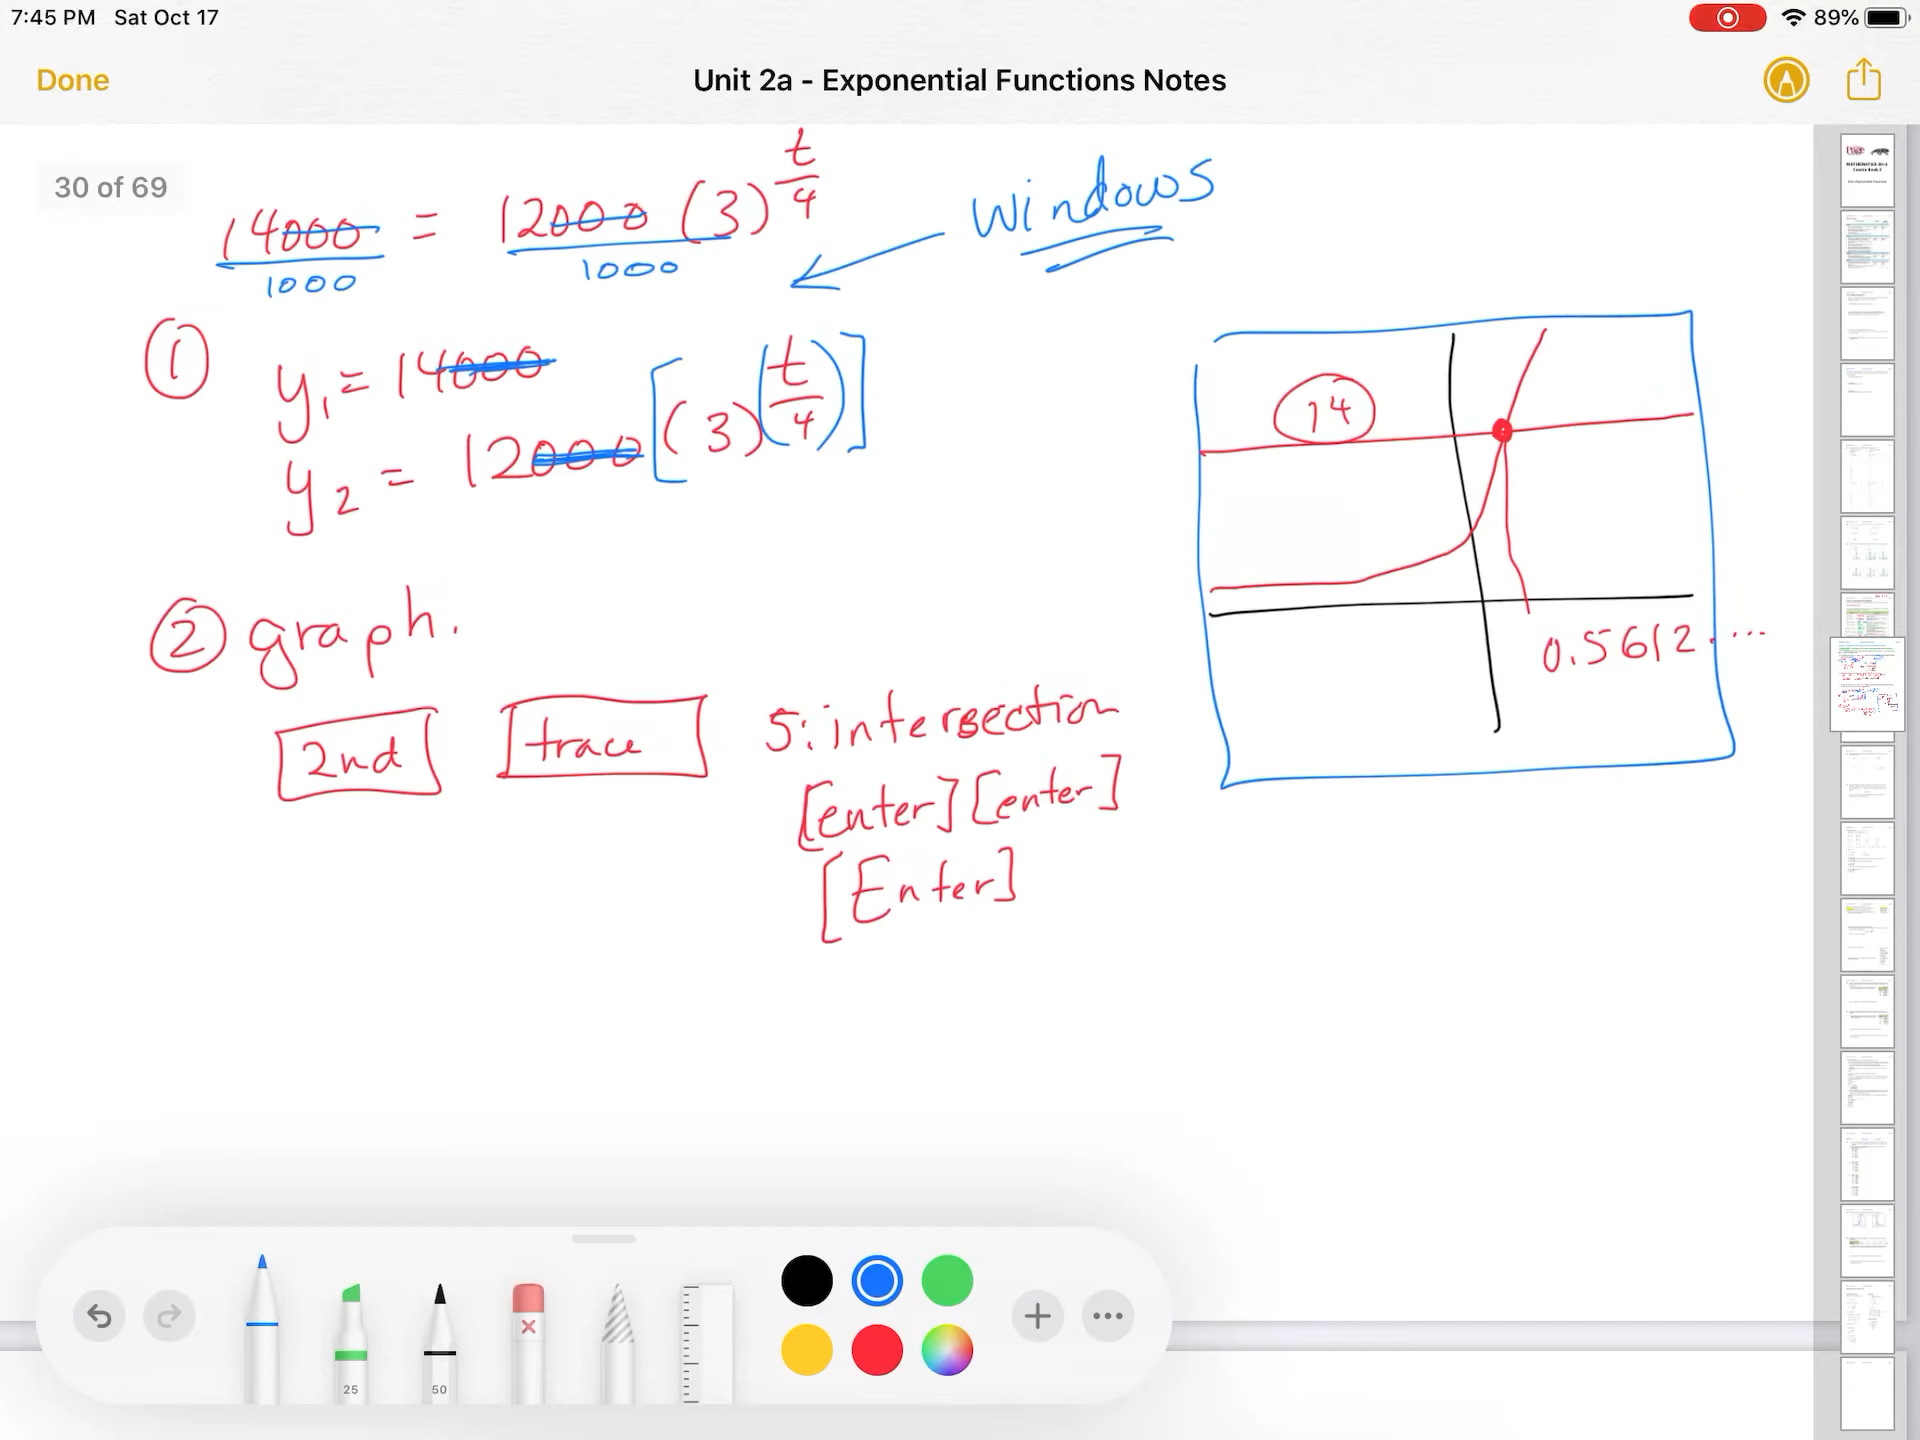 7:45 PM Sat Oct 17
89%
Done
Unit 2a - Exponential Functions Notes
30 of 69
14000 = 12000 (3)^(t/4)
1000 1000
Windows
① y₁ = 14000
y₂ = 12000[(3)^(t/4)]
② graph.
2nd trace 5: intersection
[enter] [enter]
[Enter]
14
0.5612....
25 50